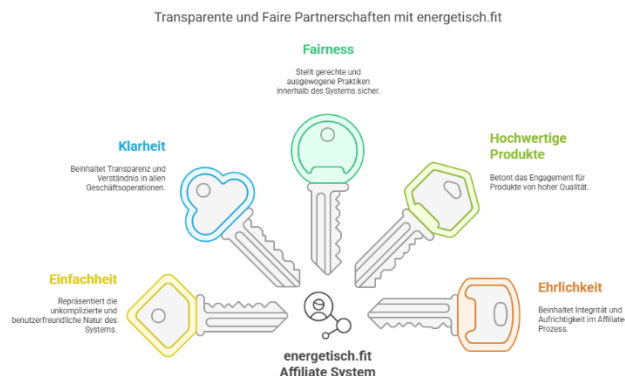 Transparente und Faire Partnerschaften mit energetisch.fit
Fairness
Stellt gerechte und
ausgewogene Praktiken
innerhalb des Systems sicher.
Klarheit
Beinhaltet Transparenz und
Verständnis in allen
Geschäftsoperationen.
Hochwertige
Produkte
Betont das Engagement für
Produkte von hoher Qualität.
Einfachheit
Repräsentiert die
unkomplizierte und
benutzerfreundliche Natur des
Systems.
Ehrlichkeit
Beinhaltet Integrität und
Aufrichtigkeit im Affiliate
Prozess.
energetisch.fit
Affiliate System